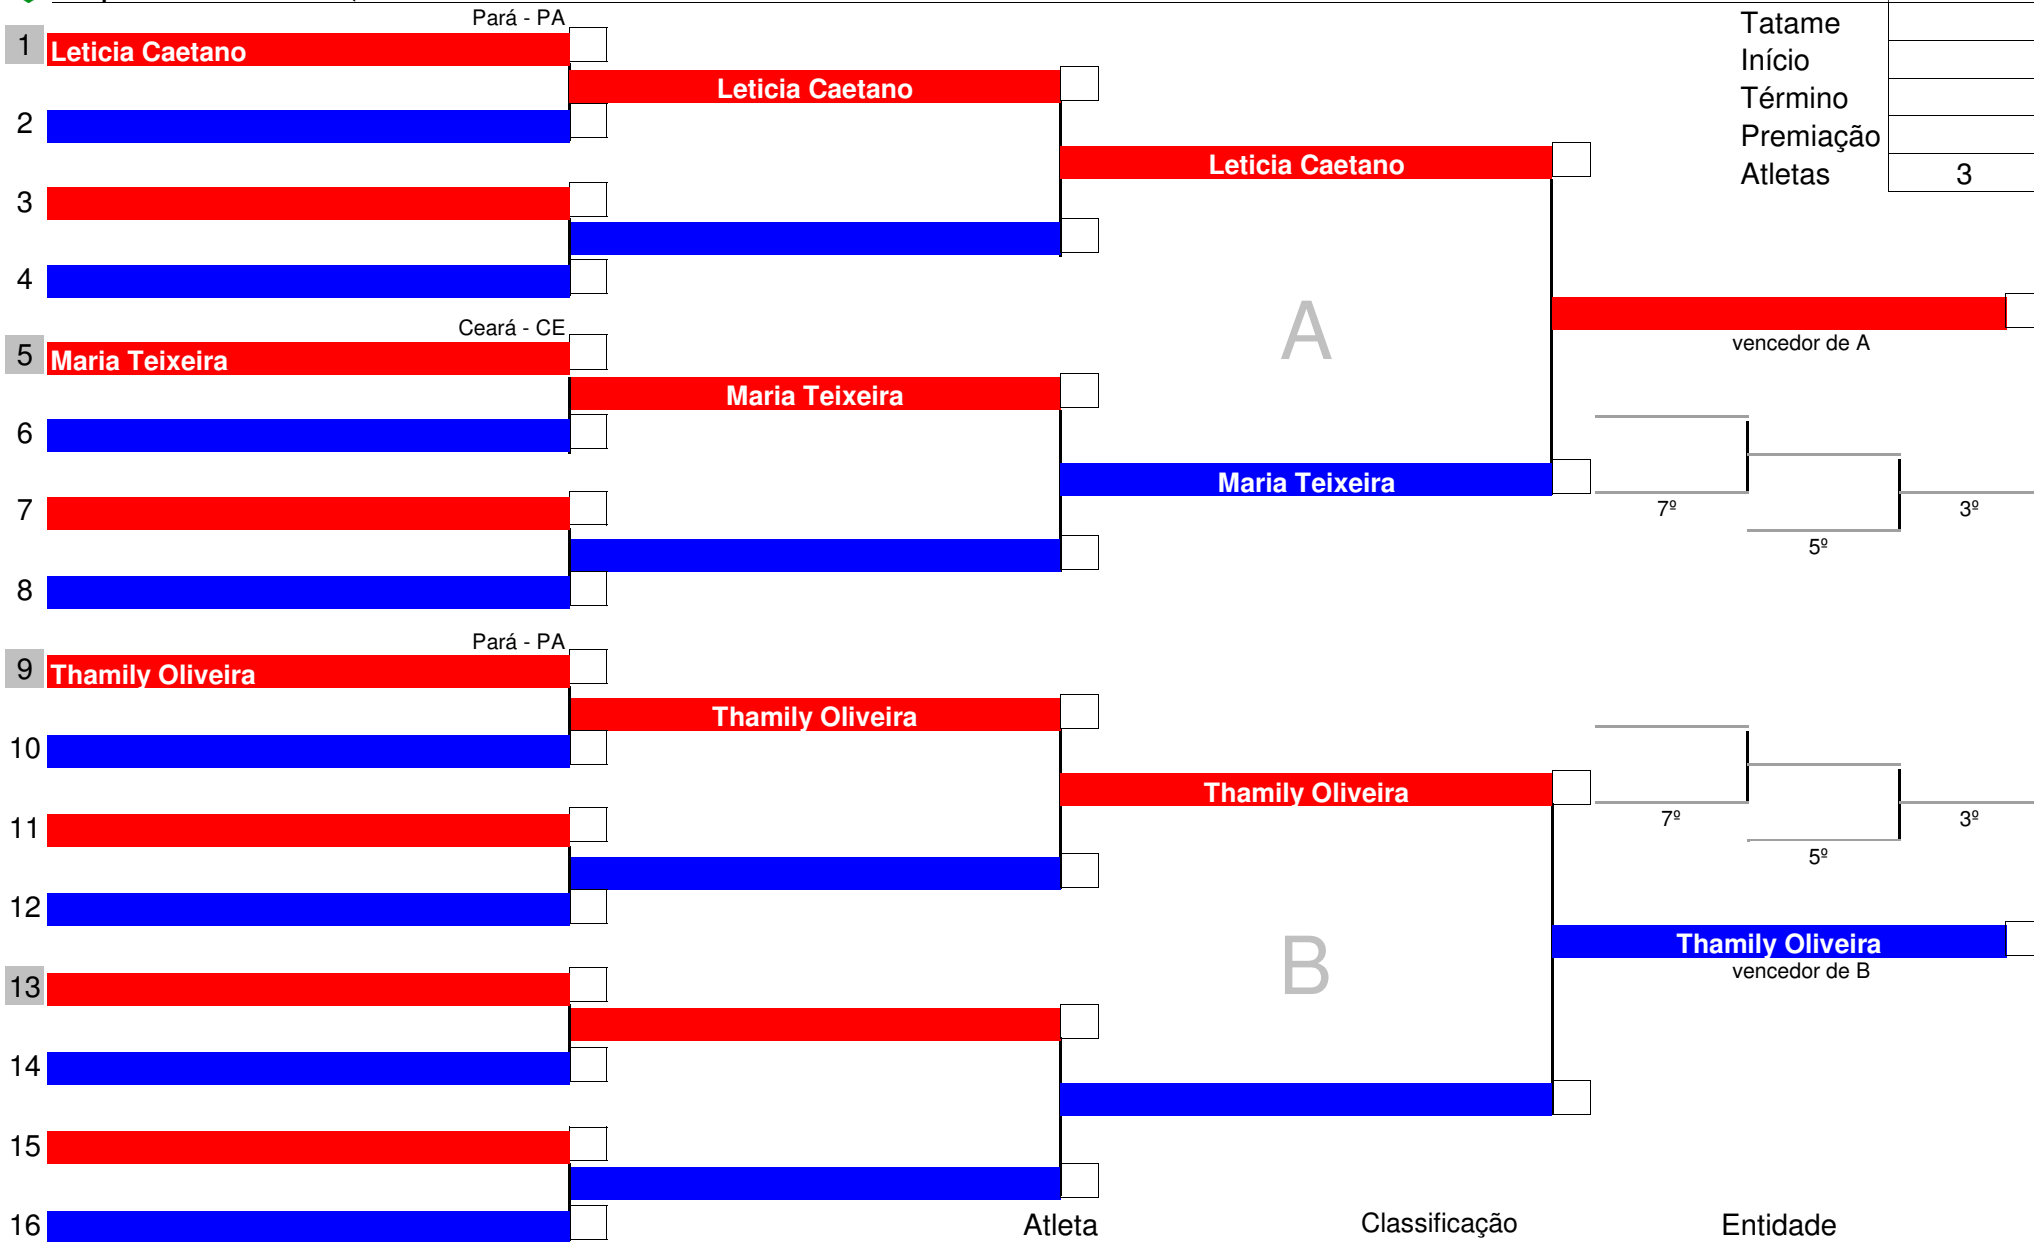 Pará - PA
Tatame
1 Leticia Caetano
Início
Leticia Caetano
Término
2
Premiação
Leticia Caetano
Atletas 3
3
4
Ceará - CE
A
vencedor de A
5 Maria Teixeira
Maria Teixeira
6
Maria Teixeira
7
7º 3º
5º
8
Pará - PA
9 Thamily Oliveira
Thamily Oliveira
10
Thamily Oliveira
7º 3º
11
5º
12
Thamily Oliveira
B
vencedor de B
13
14
15
16
Atleta Classificação Entidade